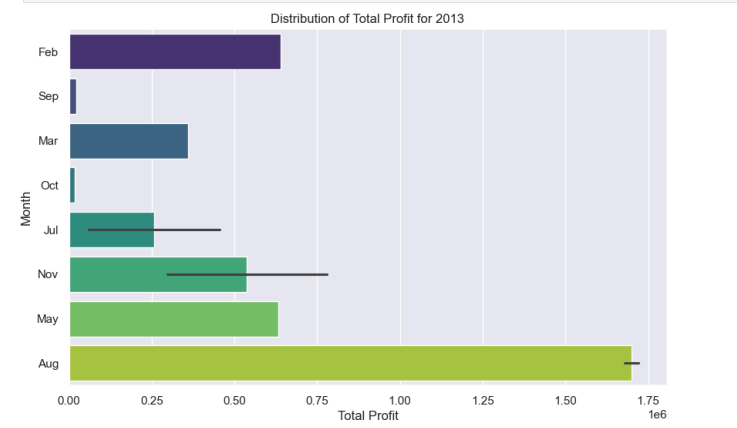 Distribution of Total Profit for 2013
Month
Feb
Sep
Mar
Oct
Jul
Nov
May
Aug
0.00 0.25 0.50 0.75 1.00 1.25 1.50 1.75
1e6
Total Profit